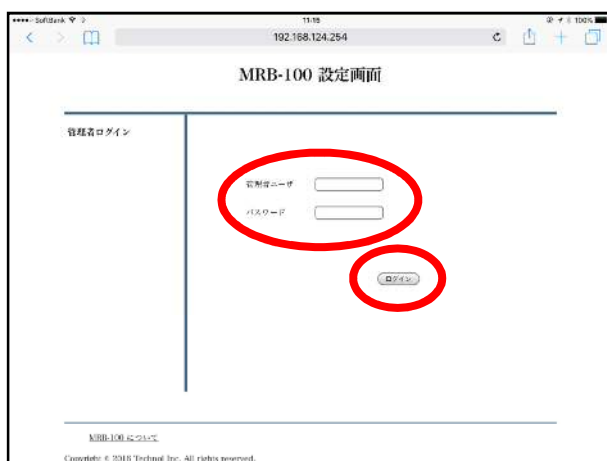 SoftBank 11:15 100%
192.168.124.254
MRB-100 設定画面
管理者ログイン
管理者ユーザ
パスワード
ログイン
MRB-100 について
Copyright © 2016 Technol Inc. All rights reserved.